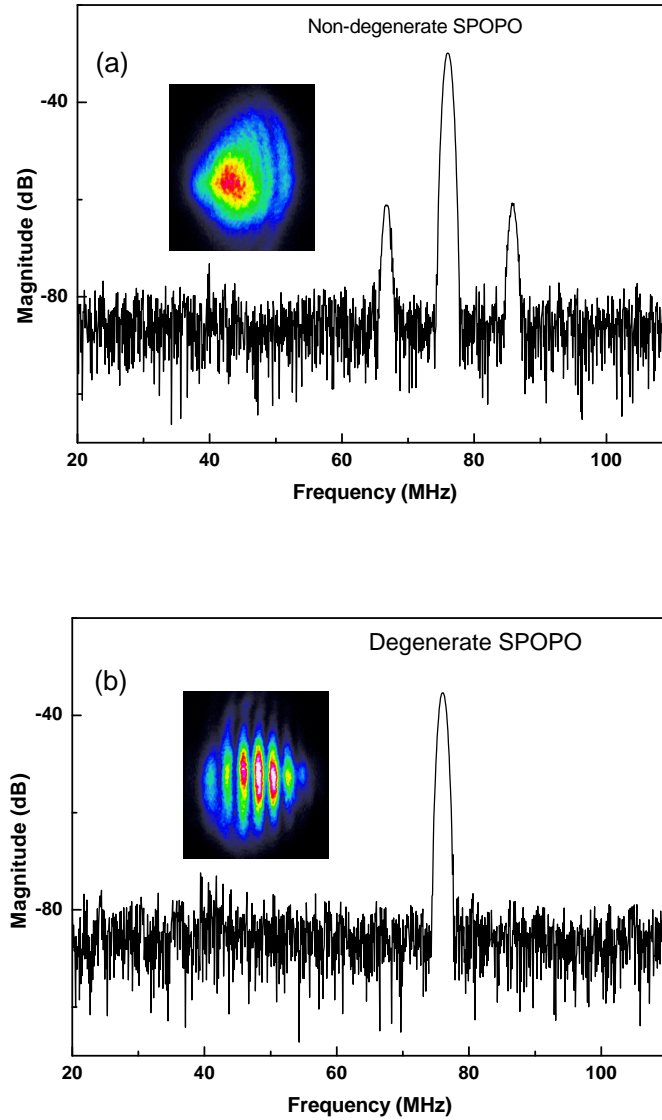 Non-degenerate SPOPO
(a)
-40
-80
Magnitude (dB)
20 40 60 80 100
Frequency (MHz)
Degenerate SPOPO
(b)
-40
-80
Magnitude (dB)
20 40 60 80 100
Frequency (MHz)